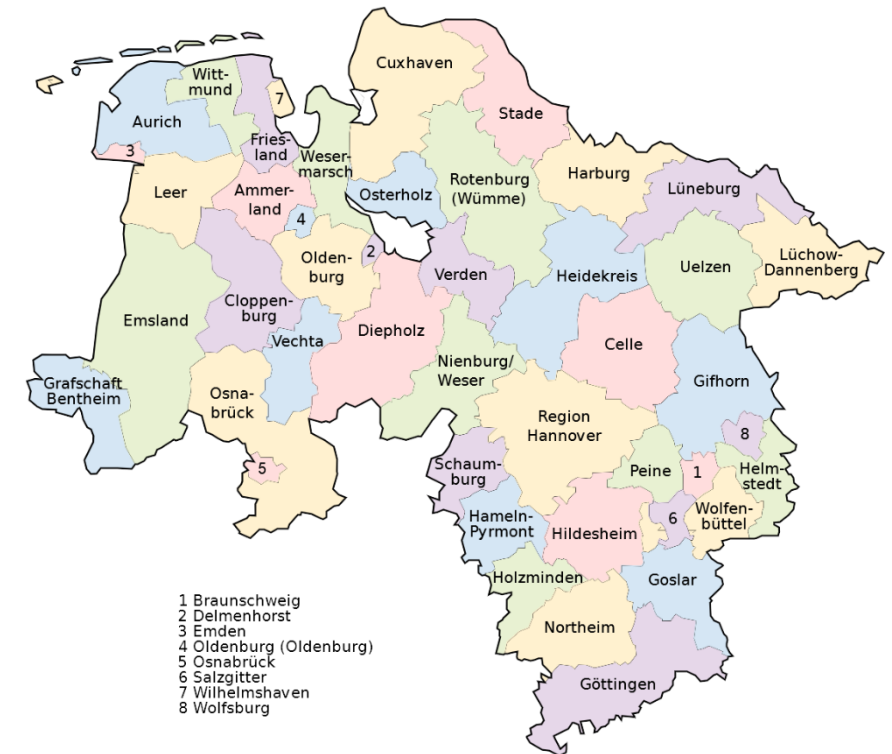 Cuxhaven
Witt-
mund
7
Stade
Aurich
Fries-
land
3
Weser-
marsch
Harburg
Leer
Ammer-
land
Osterholz
Rotenburg
(Wümme)
Lüneburg
4
2
Olden-
burg
Verden
Heidekreis
Uelzen
Lüchow-
Dannenberg
Cloppen-
burg
Emsland
Vechta
Diepholz
Celle
Nienburg/
Weser
Grafschaft
Bentheim
Gifhorn
Osna-
brück
Region
Hannover
8
5
Schaum-
burg
Peine
1
Helm-
stedt
Hameln-
Pyrmont
Hildesheim
6
Wolfen-
büttel
Holzminden
Goslar
Northeim
Göttingen
1 Braunschweig
2 Delmenhorst
3 Emden
4 Oldenburg (Oldenburg)
5 Osnabrück
6 Salzgitter
7 Wilhelmshaven
8 Wolfsburg